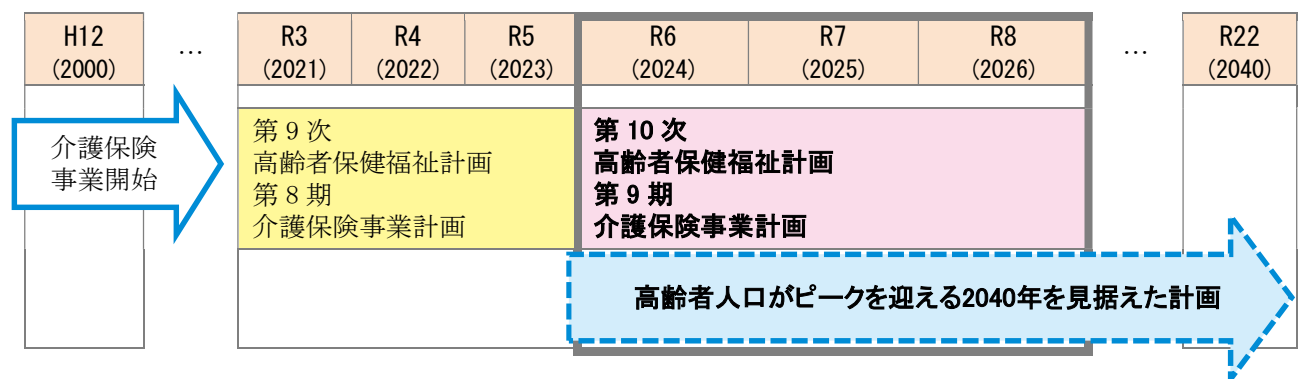 H12
(2000)
…
R3
(2021)
R4
(2022)
R5
(2023)
R6
(2024)
R7
(2025)
R8
(2026)
…
R22
(2040)
介護保険
事業開始
第９次
高齢者保健福祉計画
第８期
介護保険事業計画
第 10 次
高齢者保健福祉計画
第９期
介護保険事業計画
高齢者人口がピークを迎える2040年を見据えた計画